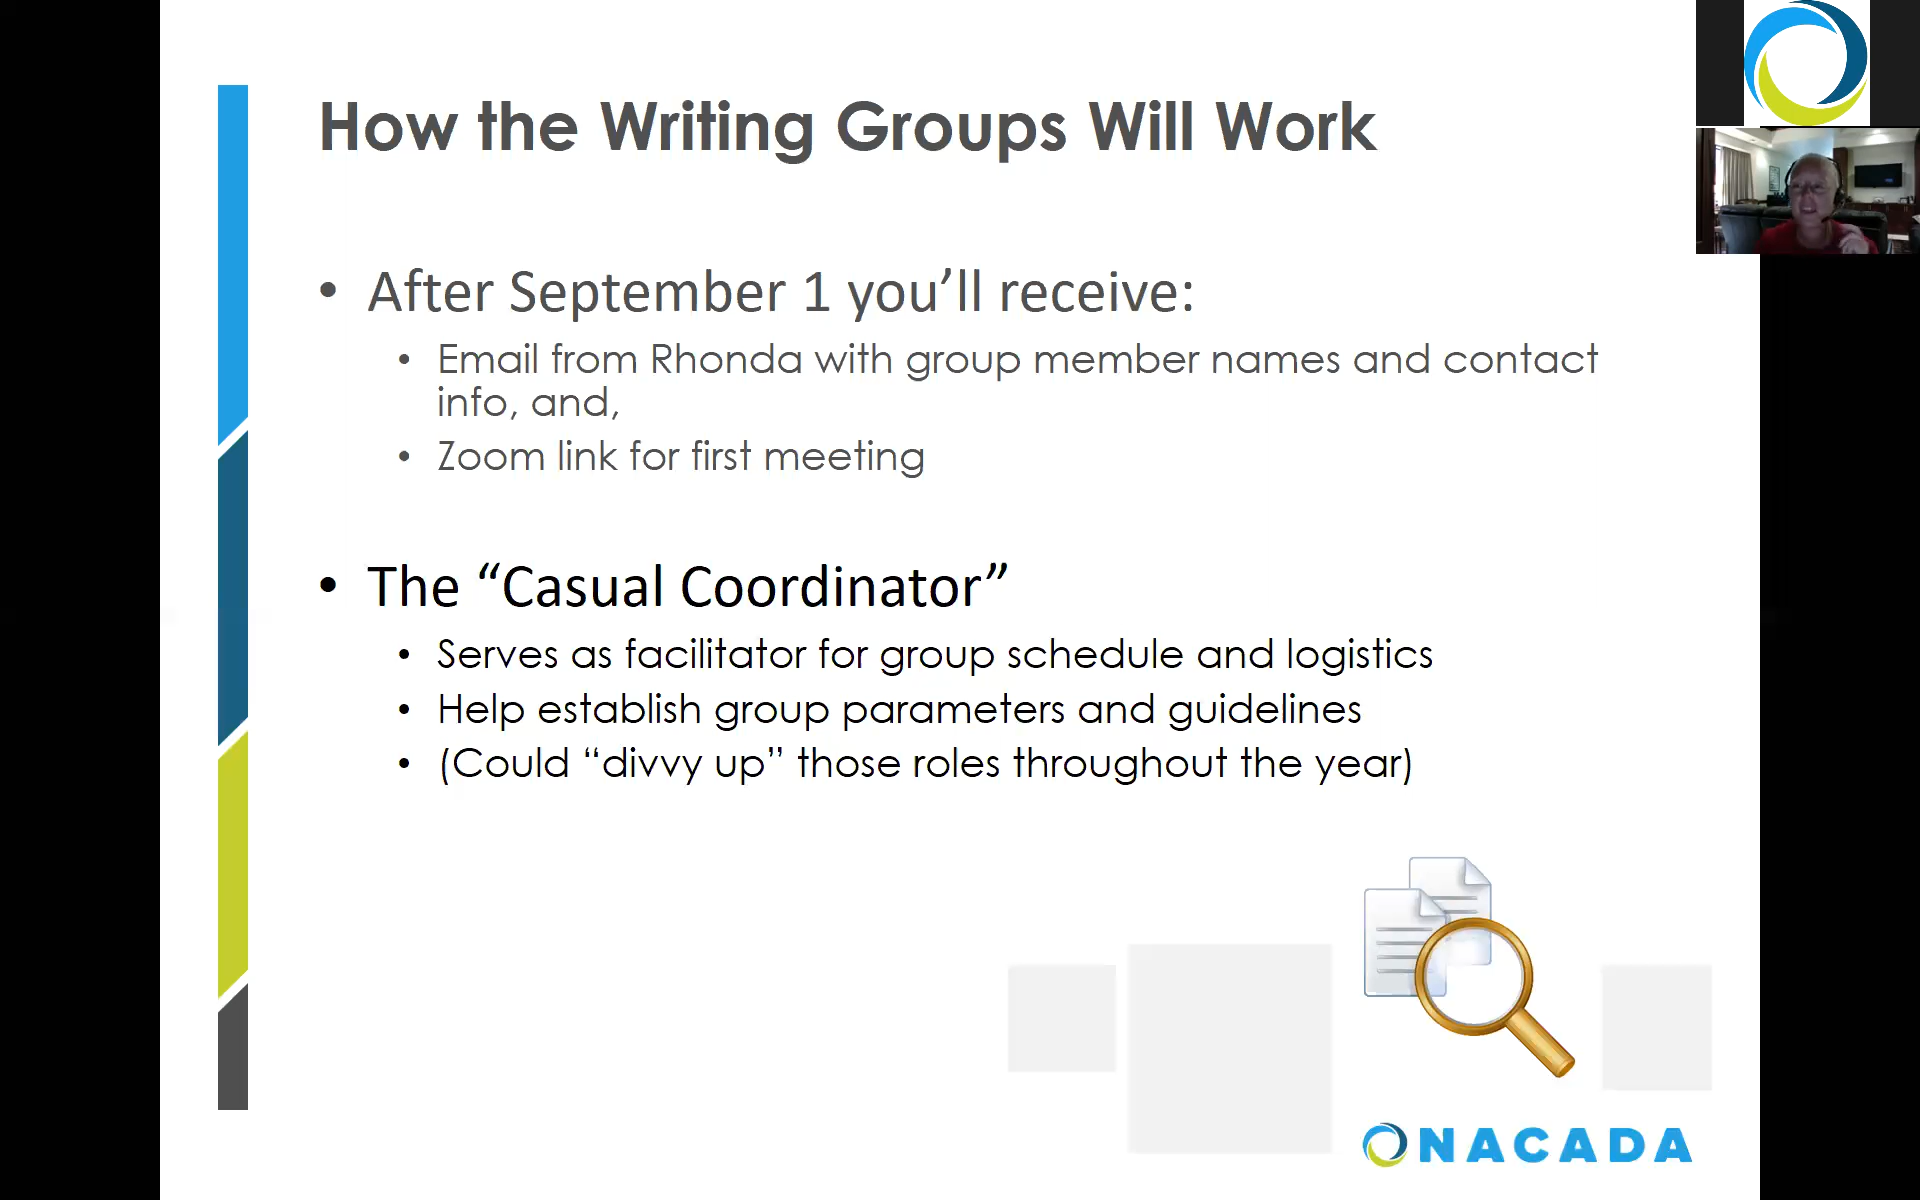 How the Writing Groups Will Work
• After September 1 you’ll receive:
• Email from Rhonda with group member names and contact
info, and,
• Zoom link for first meeting
• The “Casual Coordinator”
• Serves as facilitator for group schedule and logistics
• Help establish group parameters and guidelines
• (Could “divvy up” those roles throughout the year)
NACADA